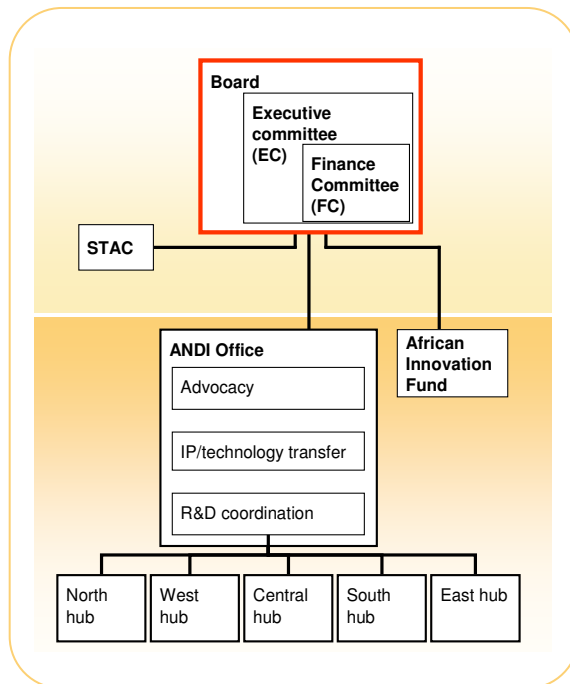 Board
Executive
committee
(EC)
Finance
Committee
(FC)
STAC
ANDI Office
Advocacy
IP/technology transfer
R&D coordination
African
Innovation
Fund
North
hub
West
hub
Central
hub
South
hub
East hub